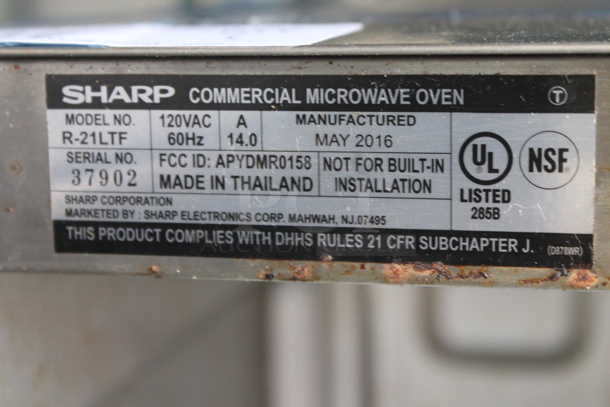 SHARP COMMERCIAL MICROWAVE OVEN T
MODEL NO. 120VAC A MANUFACTURED
R-21LTF 60Hz 14.0 MAY 2016
SERIAL NO. FCC ID: APYDMR0158 NOT FOR BUILT-IN
37902 MADE IN THAILAND INSTALLATION
SHARP CORPORATION
MARKETED BY : SHARP ELECTRONICS CORP. MAHWAH, NJ.07495
UL
LISTED
285B
NSF
THIS PRODUCT COMPLIES WITH DHHS RULES 21 CFR SUBCHAPTER J. (D878WR)